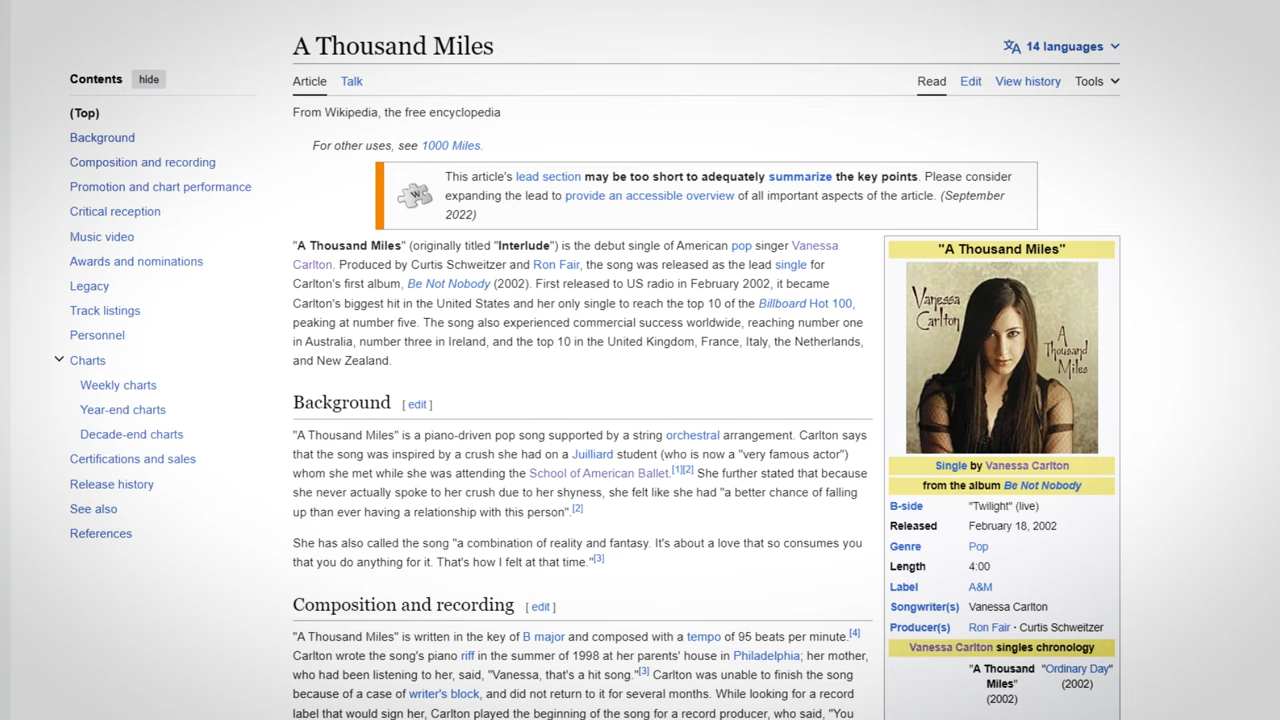 A Thousand Miles
14 languages
Contents hide
(Top)
Background
Composition and recording
Promotion and chart performance
Critical reception
Music video
Awards and nominations
Legacy
Track listings
Personnel
Charts
Weekly charts
Year-end charts
Decade-end charts
Certifications and sales
Release history
See also
References
Article Talk
Read Edit View history Tools
From Wikipedia, the free encyclopedia
For other uses, see 1000 Miles.
This article's lead section may be too short to adequately summarize the key points. Please consider
expanding the lead to provide an accessible overview of all important aspects of the article. (September
2022)
"A Thousand Miles" (originally titled "Interlude") is the debut single of American pop singer Vanessa
Carlton. Produced by Curtis Schweitzer and Ron Fair, the song was released as the lead single for
Carlton's first album, Be Not Nobody (2002). First released to US radio in February 2002, it became
Carlton's biggest hit in the United States and her only single to reach the top 10 of the Billboard Hot 100,
peaking at number five. The song also experienced commercial success worldwide, reaching number one
in Australia, number three in Ireland, and the top 10 in the United Kingdom, France, Italy, the Netherlands,
and New Zealand.
Background [ edit ]
"A Thousand Miles" is a piano-driven pop song supported by a string orchestral arrangement. Carlton says
that the song was inspired by a crush she had on a Juilliard student (who is now a "very famous actor")
whom she met while she was attending the School of American Ballet.[1][2] She further stated that because
she never actually spoke to her crush due to her shyness, she felt like she had "a better chance of falling
up than ever having a relationship with this person".[2]
She has also called the song "a combination of reality and fantasy. It's about a love that so consumes you
that you do anything for it. That's how I felt at that time."[3]
Composition and recording [ edit ]
"A Thousand Miles" is written in the key of B major and composed with a tempo of 95 beats per minute.[4]
Carlton wrote the song's piano riff in the summer of 1998 at her parents' house in Philadelphia; her mother,
who had been listening to her, said, "Vanessa, that's a hit song."[3] Carlton was unable to finish the song
because of a case of writer's block, and did not return to it for several months. While looking for a record
label that would sign her, Carlton played the beginning of the song for a record producer, who said, "You
"A Thousand Miles"
Vanessa
Carlton
A
Thousand
Miles
Single by Vanessa Carlton
from the album Be Not Nobody
B-side "Twilight" (live)
Released February 18, 2002
Genre Pop
Length 4:00
Label A&M
Songwriter(s) Vanessa Carlton
Producer(s) Ron Fair · Curtis Schweitzer
Vanessa Carlton singles chronology
"A Thousand "Ordinary Day"
Miles" (2002)
(2002)